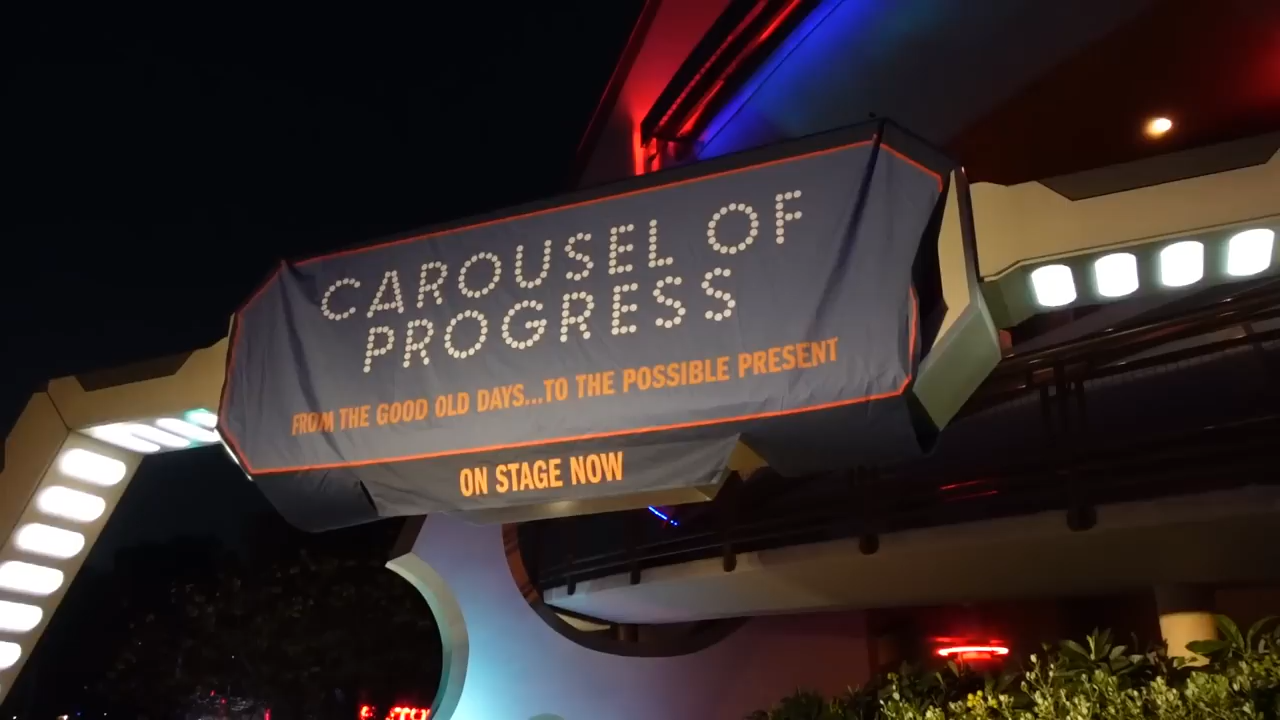 CAROUSEL OF
PROGRESS
FROM THE GOOD OLD DAYS...TO THE POSSIBLE PRESENT
ON STAGE NOW